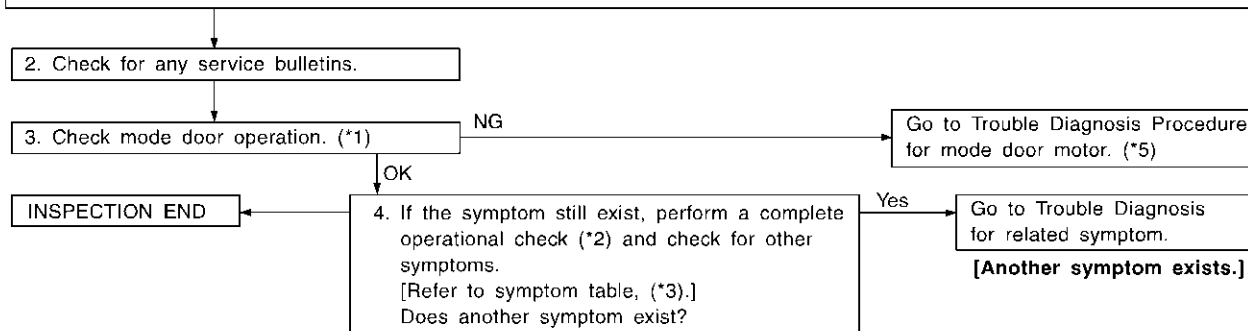 2. Check for any service bulletins.
3. Check mode door operation. (*1)
NG
Go to Trouble Diagnosis Procedure
for mode door motor. (*5)
OK
INSPECTION END
4. If the symptom still exist, perform a complete
operational check (*2) and check for other
symptoms.
[Refer to symptom table, (*3).]
Does another symptom exist?
Yes
Go to Trouble Diagnosis
for related symptom.
[Another symptom exists.]